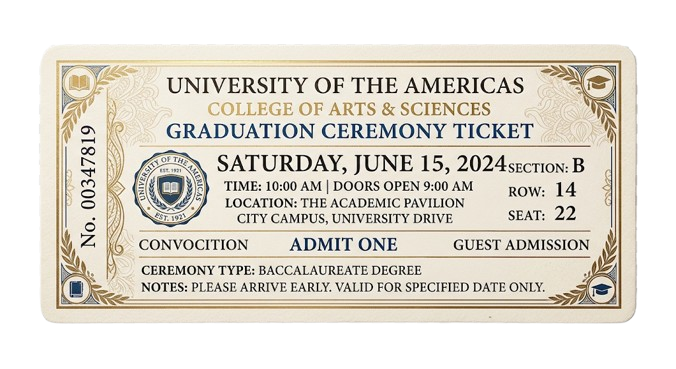 UNIVERSITY OF THE AMERICAS
COLLEGE OF ARTS & SCIENCES
GRADUATION CEREMONY TICKET
No. 00347819
UNIVERSITY OF THE AMERICAS
EST. 1921
EST. 1921
SATURDAY, JUNE 15, 2024
TIME: 10:00 AM | DOORS OPEN 9:00 AM
LOCATION: THE ACADEMIC PAVILION
CITY CAMPUS, UNIVERSITY DRIVE
SECTION: B
ROW: 14
SEAT: 22
CONVOCITION ADMIT ONE GUEST ADMISSION
CEREMONY TYPE: BACCALAUREATE DEGREE
NOTES: PLEASE ARRIVE EARLY. VALID FOR SPECIFIED DATE ONLY.